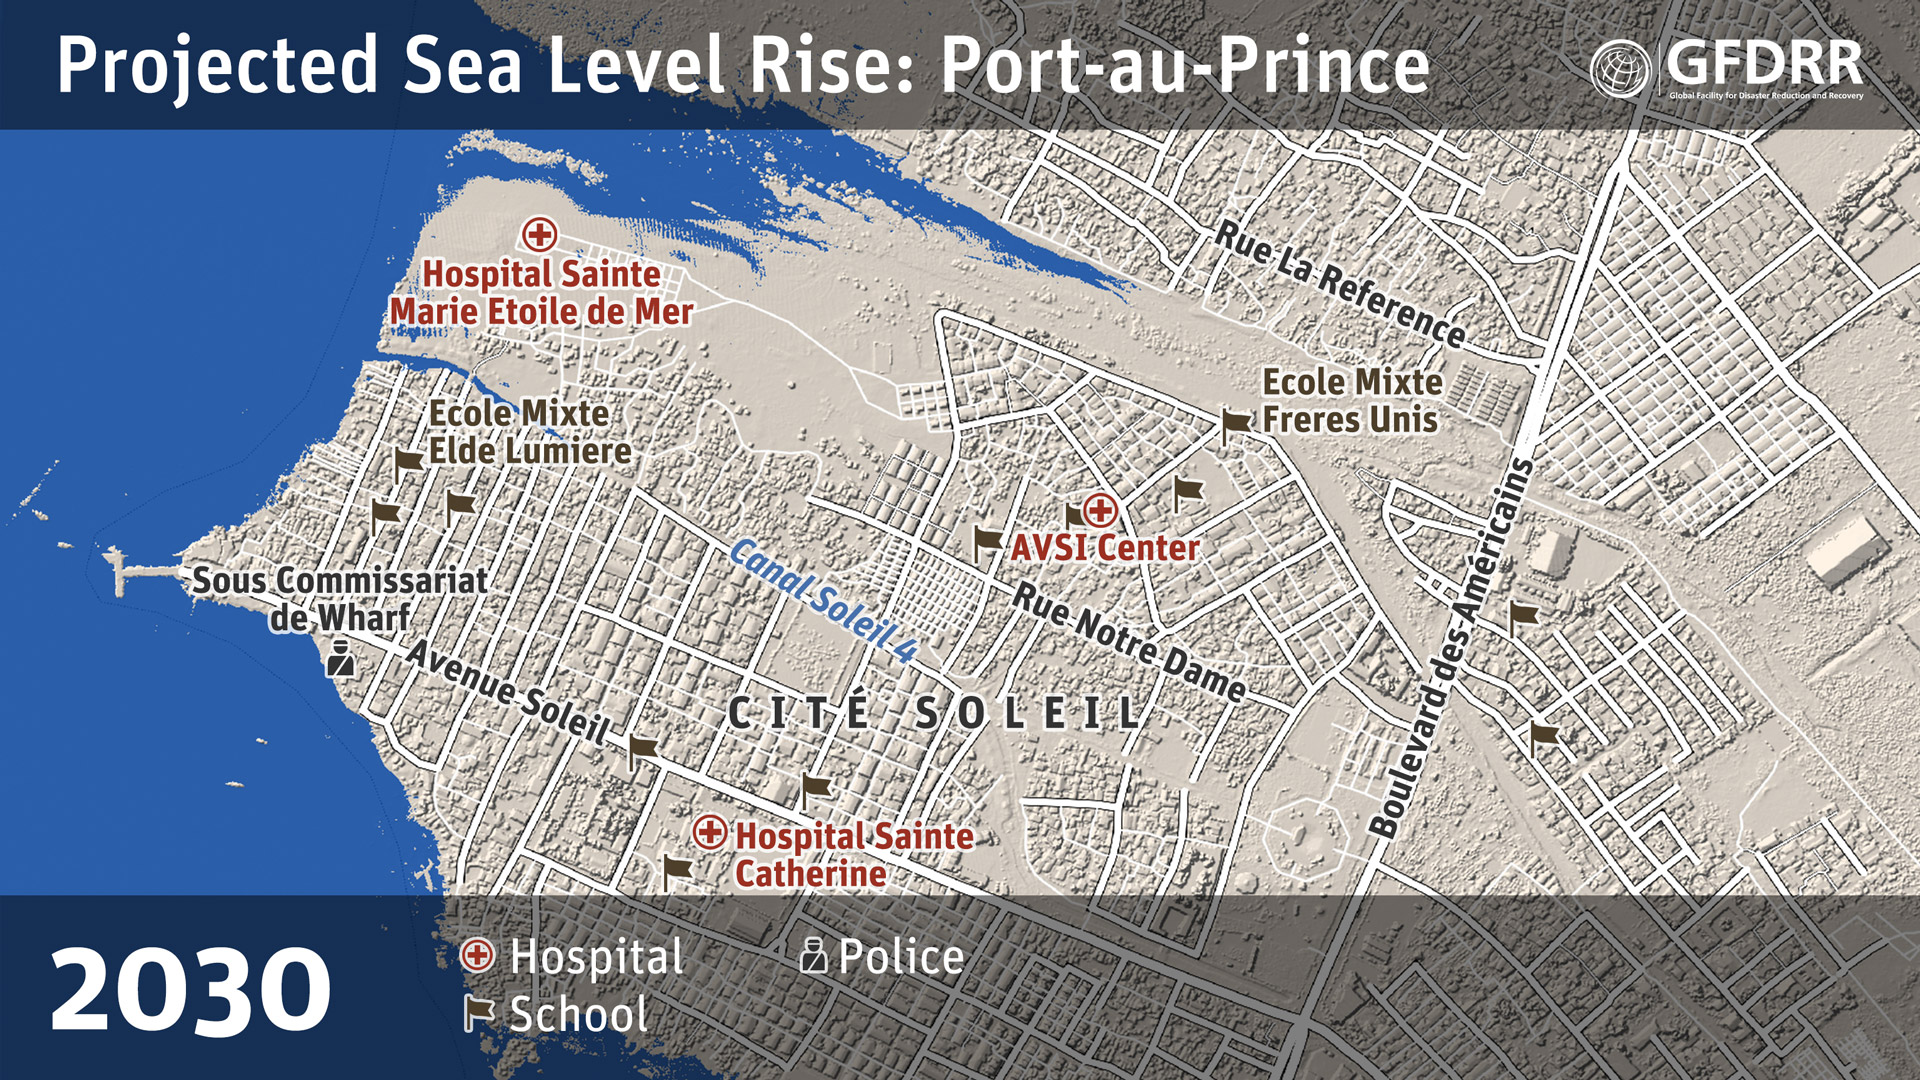 Projected Sea Level Rise: Port-au-Prince
GFDRR
Global Facility for Disaster Reduction and Recovery
Rue La Reference
Hospital Sainte
Marie Etoile de Mer
Ecole Mixte
Freres Unis
Ecole Mixte
Elde Lumiere
Boulevard des Américains
AVSI Center
Canal Soleil 4
Sous Commissariat
de Wharf
Rue Notre Dame
Avenue Soleil
CITÉ SOLEIL
Hospital Sainte
Catherine
2030
Hospital
Police
School